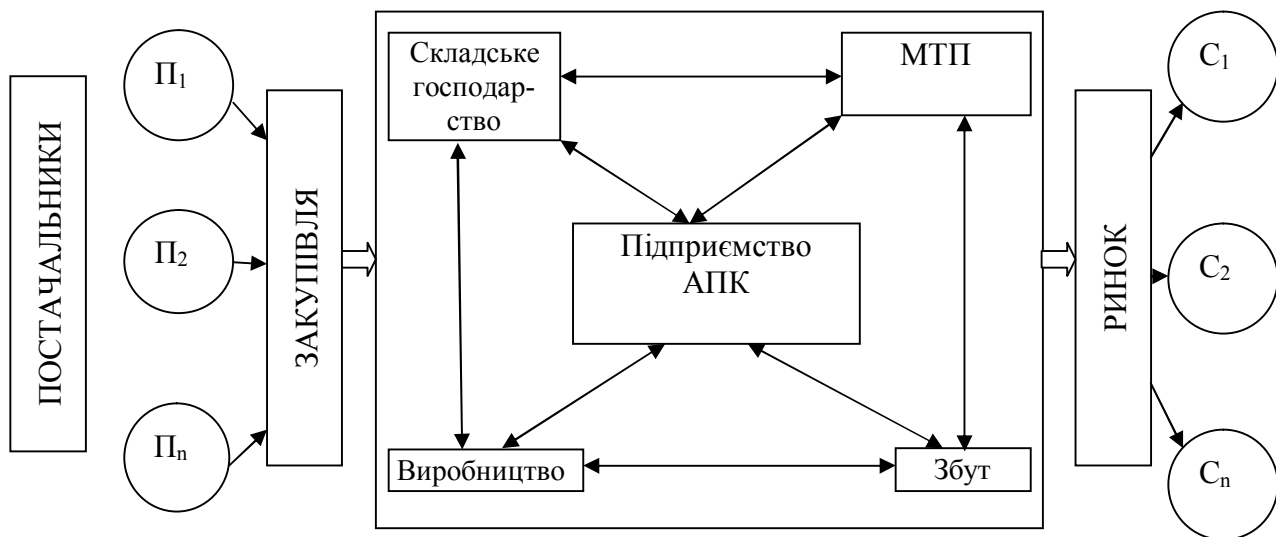 ПОСТАЧАЛЬНИКИ
П1
П2
Пn
ЗАКУПІВЛЯ
Складське
господар-
ство
МТП
Підприємство
АПК
Виробництво
Збут
РИНОК
С1
С2
Сn